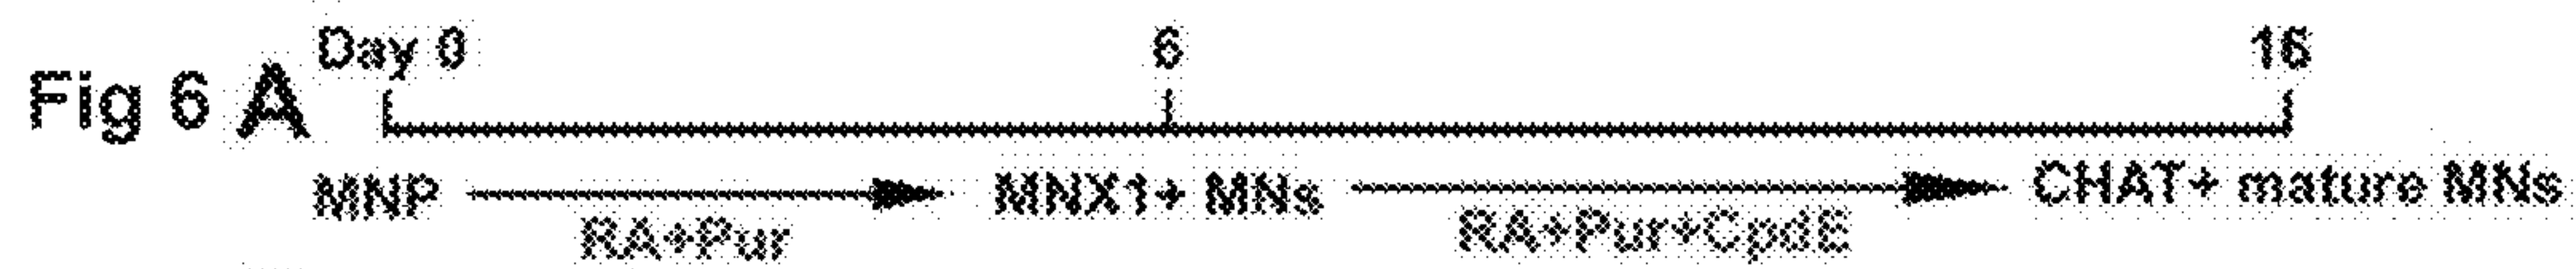 Day 0 6 16
Fig 6 A
MNP MNX1+ MNs CHAT+ mature MNs
RA+Pur RA+Pur+CpdE